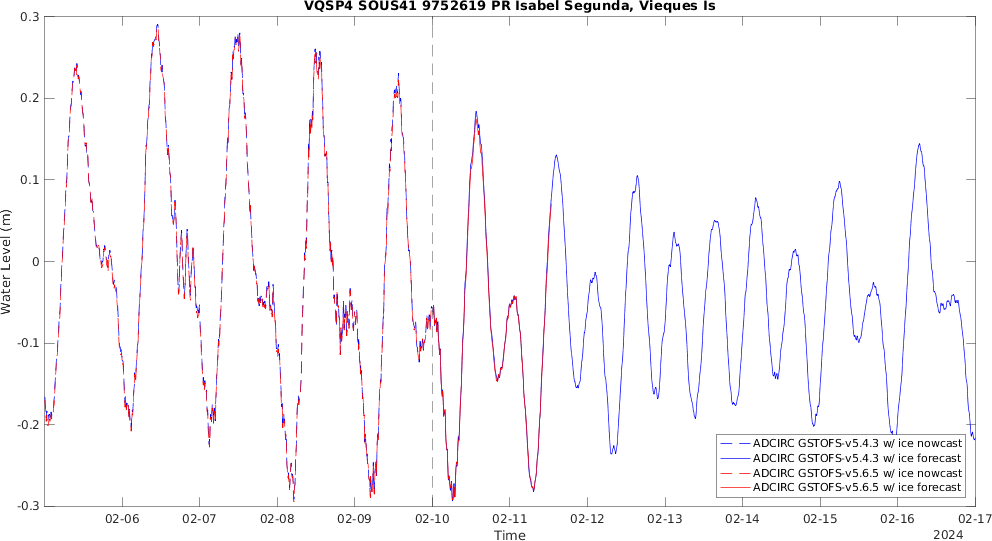 VQSP4 SOUS41 9752619 PR Isabel Segunda, Vieques Is
0.3
0.2
0.1
0
-0.1
-0.2
-0.3
Water Level (m)
ADCIRC GSTOFS-v5.4.3 w/ ice nowcast
ADCIRC GSTOFS-v5.4.3 w/ ice forecast
ADCIRC GSTOFS-v5.6.5 w/ ice nowcast
ADCIRC GSTOFS-v5.6.5 w/ ice forecast
02-06 02-07 02-08 02-09 02-10 02-11 02-12 02-13 02-14 02-15 02-16 02-17
Time
2024